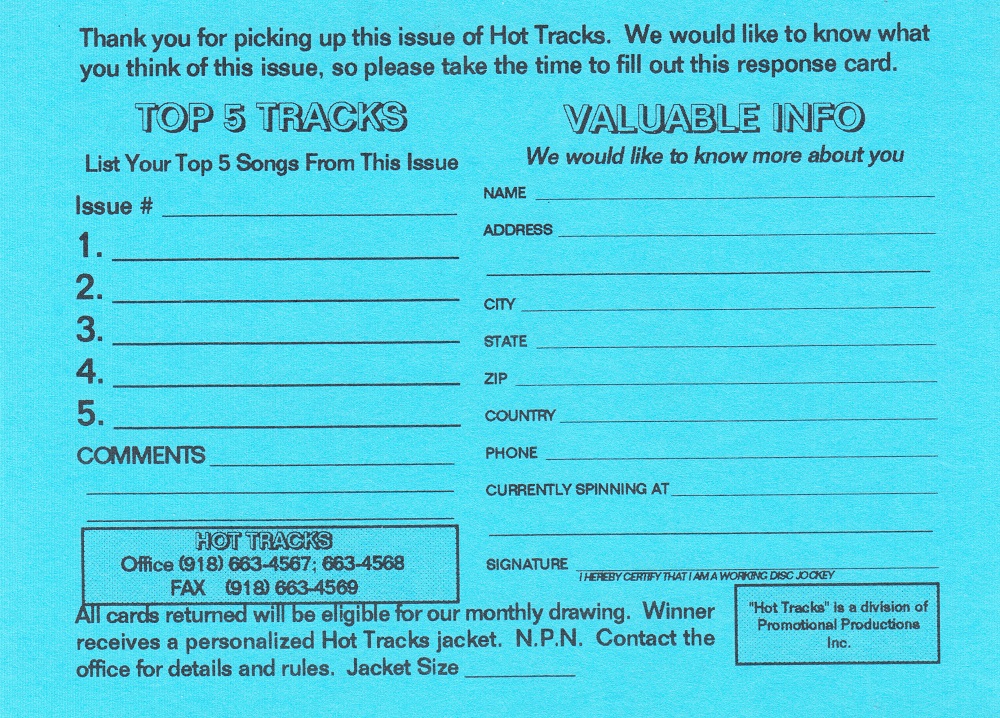 Thank you for picking up this issue of Hot Tracks. We would like to know what
you think of this issue, so please take the time to fill out this response card.
TOP 5 TRACKS
List Your Top 5 Songs From This Issue
Issue #
1.
2.
3.
4.
5.
COMMENTS
HOT TRACKS
Office (918) 663-4567; 663-4568
FAX (918) 663-4569
VALUABLE INFO
We would like to know more about you
NAME
ADDRESS
CITY
STATE
ZIP
COUNTRY
PHONE
CURRENTLY SPINNING AT
SIGNATURE
I HEREBY CERTIFY THAT I AM A WORKING DISC JOCKEY
All cards returned will be eligible for our monthly drawing. Winner
receives a personalized Hot Tracks jacket. N.P.N. Contact the
office for details and rules. Jacket Size
"Hot Tracks" is a division of
Promotional Productions
Inc.